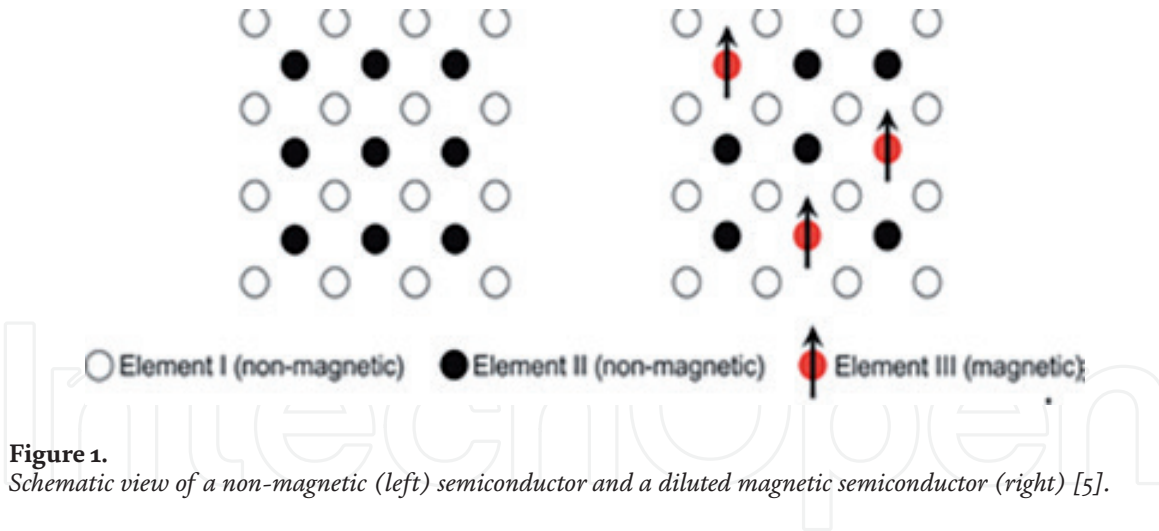 Element I (non-magnetic) Element II (non-magnetic) Element III (magnetic)
Figure 1.
Schematic view of a non-magnetic (left) semiconductor and a diluted magnetic semiconductor (right) [5].
IntechOpen